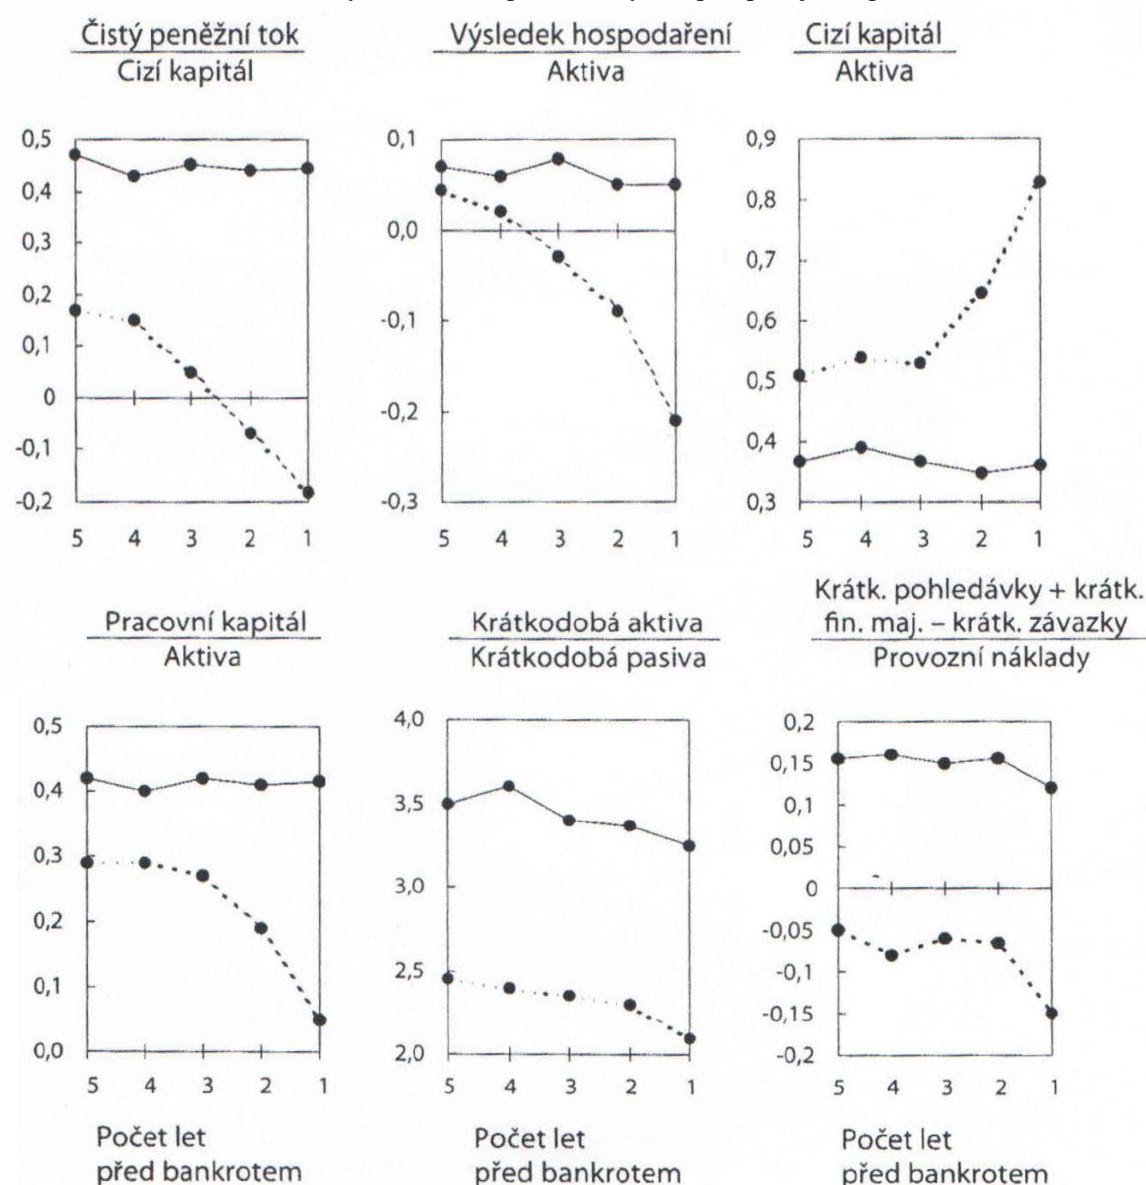 Čistý peněžní tok
Cizí kapitál
Výsledek hospodaření
Aktiva
Cizí kapitál
Aktiva
0,5
0,4
0,3
0,2
0,1
0
-0,1
-0,2
5 4 3 2 1
0,1
0,0
-0,1
-0,2
-0,3
5 4 3 2 1
0,9
0,8
0,7
0,6
0,5
0,4
0,3
5 4 3 2 1
Pracovní kapitál
Aktiva
Krátkodobá aktiva
Krátkodobá pasiva
Krátk. pohledávky + krátk.
fin. maj. – krátk. závazky
Provozní náklady
0,5
0,4
0,3
0,2
0,1
0,0
5 4 3 2 1
Počet let
před bankrotem
4,0
3,5
3,0
2,5
2,0
5 4 3 2 1
Počet let
před bankrotem
0,2
0,15
0,1
0,05
0
-0,05
-0,1
-0,15
-0,2
5 4 3 2 1
Počet let
před bankrotem